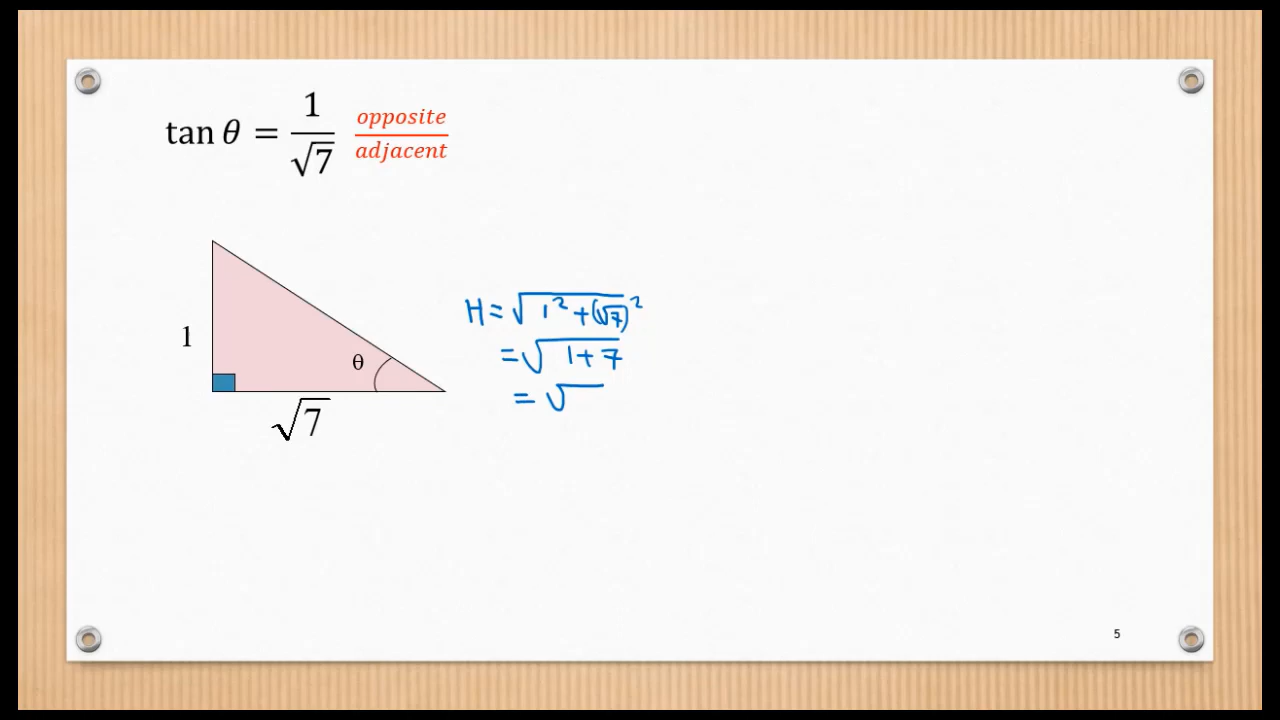 tan θ = 1/√7 opposite/adjacent
1
θ
√7
H = √1² + (√7)²
= √1 + 7
= √
5